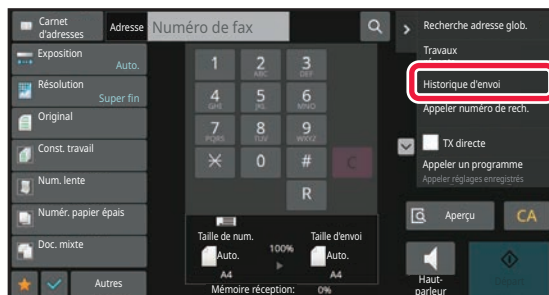 Carnet
d'adresses
Adresse
Numéro de fax
Exposition
Auto.
Résolution
Super fin
Original
Const. travail
Num. lente
Numér. papier
épais
Doc. mixte
Autres
1
2
ABC
3
DEF
4
GHI
5
JKL
6
MNO
7
PQRS
8
TUV
9
WXYZ
0
#
C
R
Taille de num.
Auto.
A4
100%
Taille d'envoi
Auto.
A4
Mémoire réception: 0%
Recherche adresse glob.
Travaux
Historique d'envoi
Appeler numéro de rech.
TX directe
Appeler un programme
Appeler réglages enregistrés
Aperçu
CA
Haut-
parleur